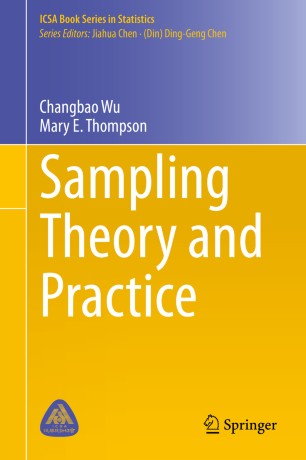 ICSA Book Series in Statistics
Series Editors: Jiahua Chen · (Din) Ding-Geng Chen
Changbao Wu
Mary E. Thompson
Sampling
Theory and
Practice
Springer